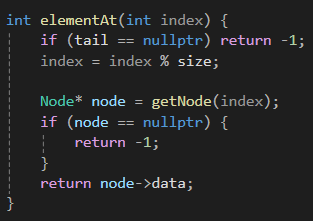 int elementAt(int index) {
    if (tail == nullptr) return -1;
    index = index % size;

    Node* node = getNode(index);
    if (node == nullptr) {
        return -1;
    }
    return node->data;
}